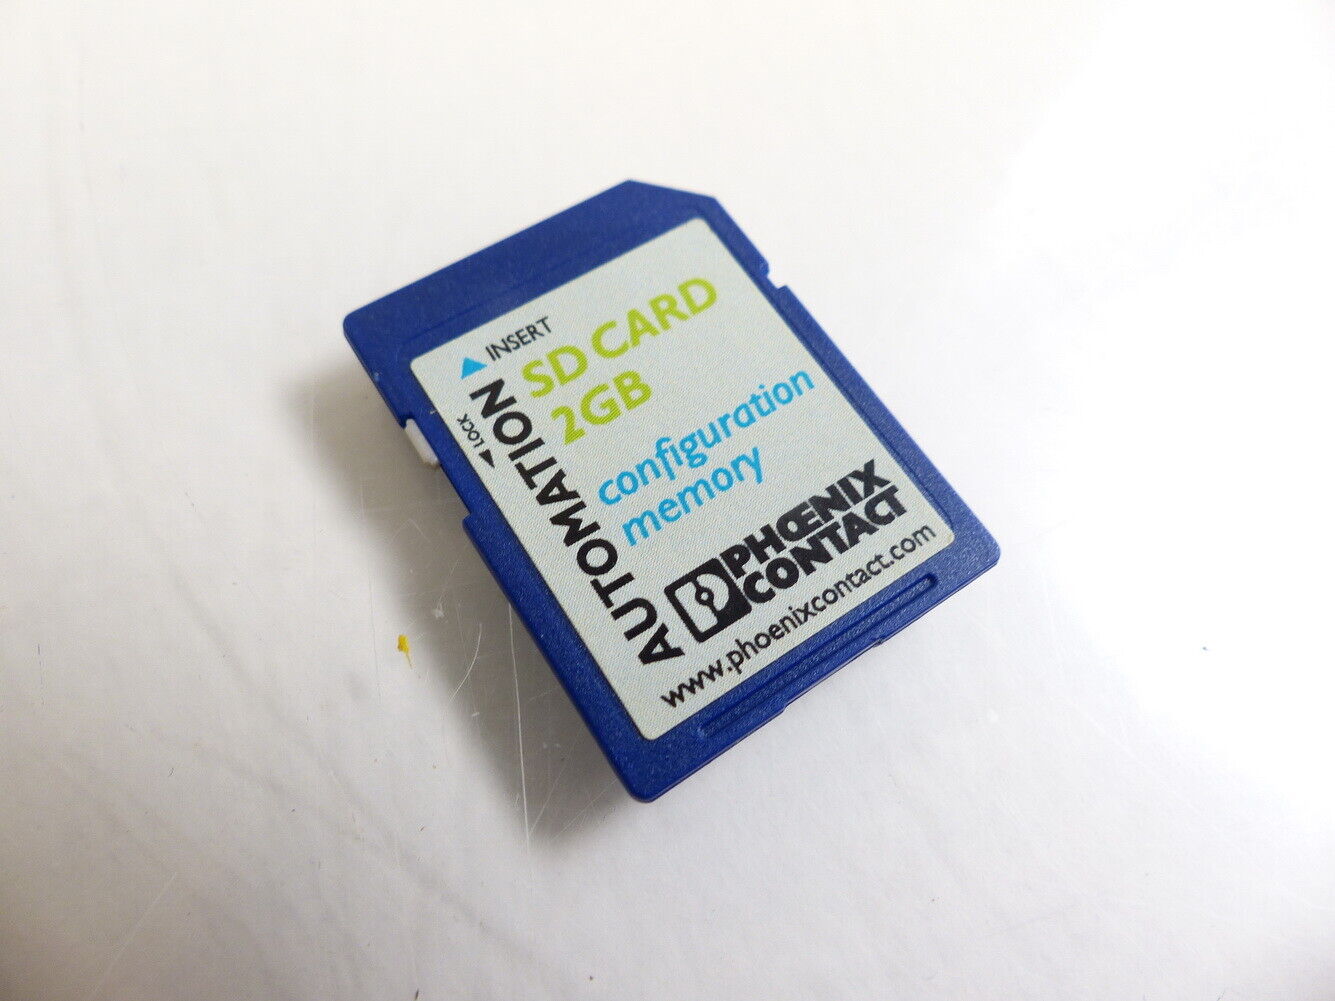 INSERT
LOCK
AUTOMATION
SD CARD
2GB
configuration
memory
PHŒNIX
CONTACT
www.phoenixcontact.com